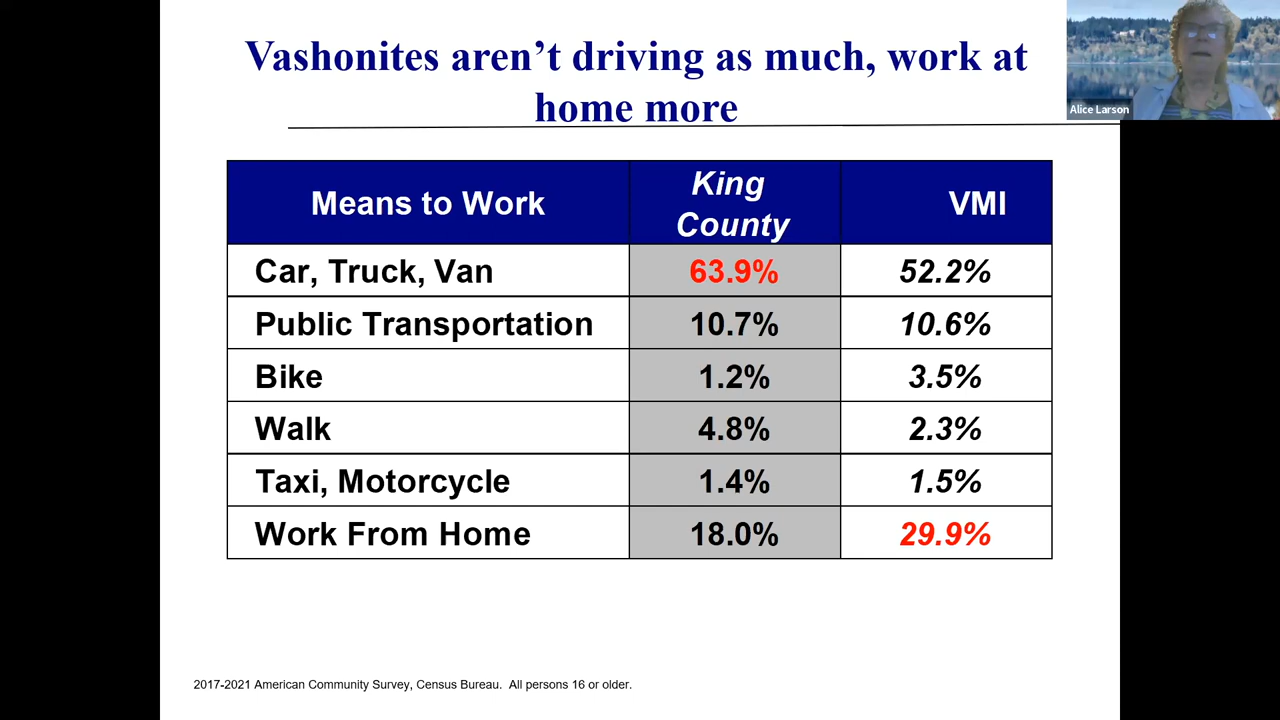 Vashonites aren't driving as much, work at
home more
Alice Larson
Means to Work King County VMI
Car, Truck, Van 63.9% 52.2%
Public Transportation 10.7% 10.6%
Bike 1.2% 3.5%
Walk 4.8% 2.3%
Taxi, Motorcycle 1.4% 1.5%
Work From Home 18.0% 29.9%
2017-2021 American Community Survey, Census Bureau. All persons 16 or older.